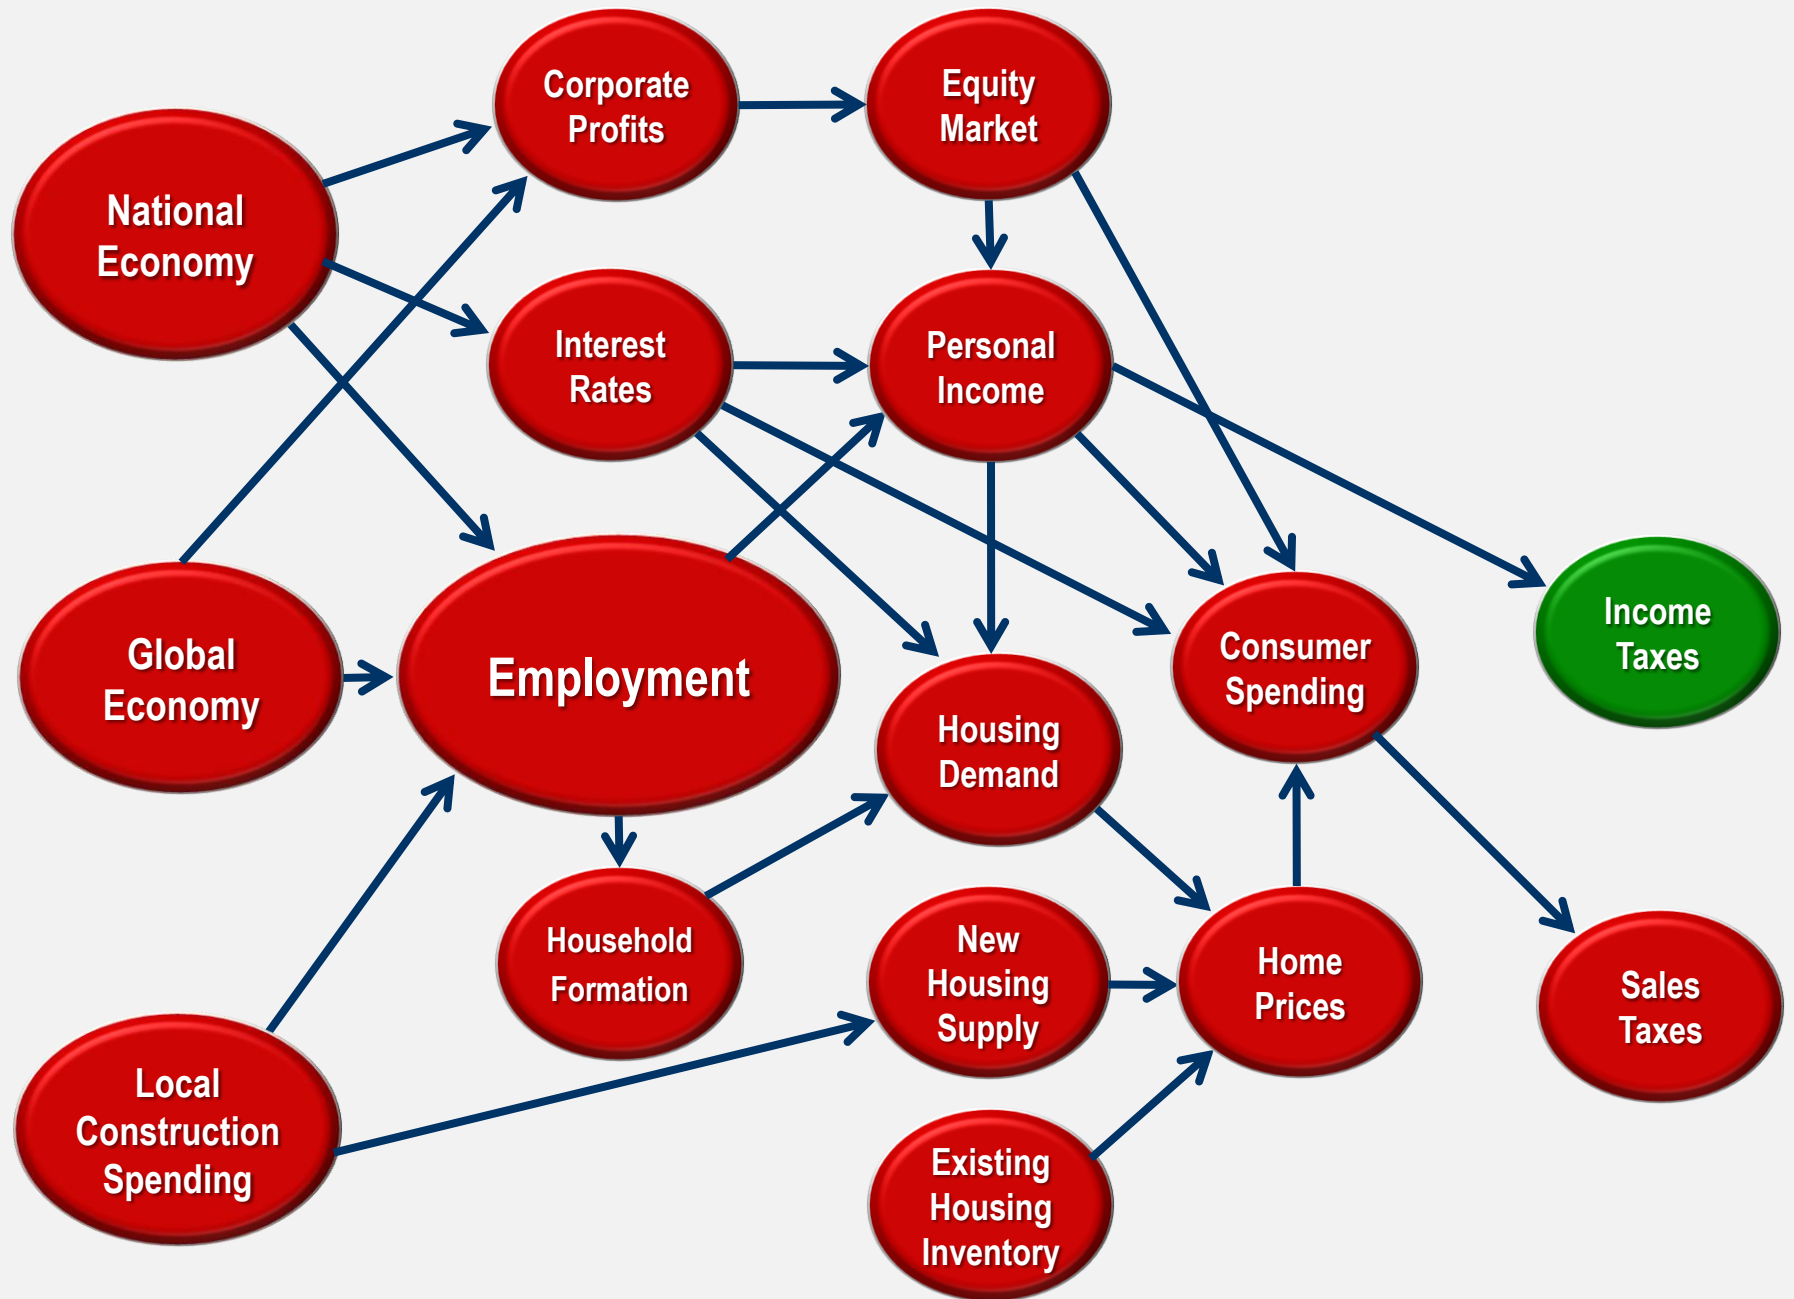 Corporate
Profits
Equity
Market
National
Economy
Interest
Rates
Personal
Income
Global
Economy
Employment
Consumer
Spending
Income
Taxes
Housing
Demand
Household
Formation
New
Housing
Supply
Home
Prices
Sales
Taxes
Local
Construction
Spending
Existing
Housing
Inventory